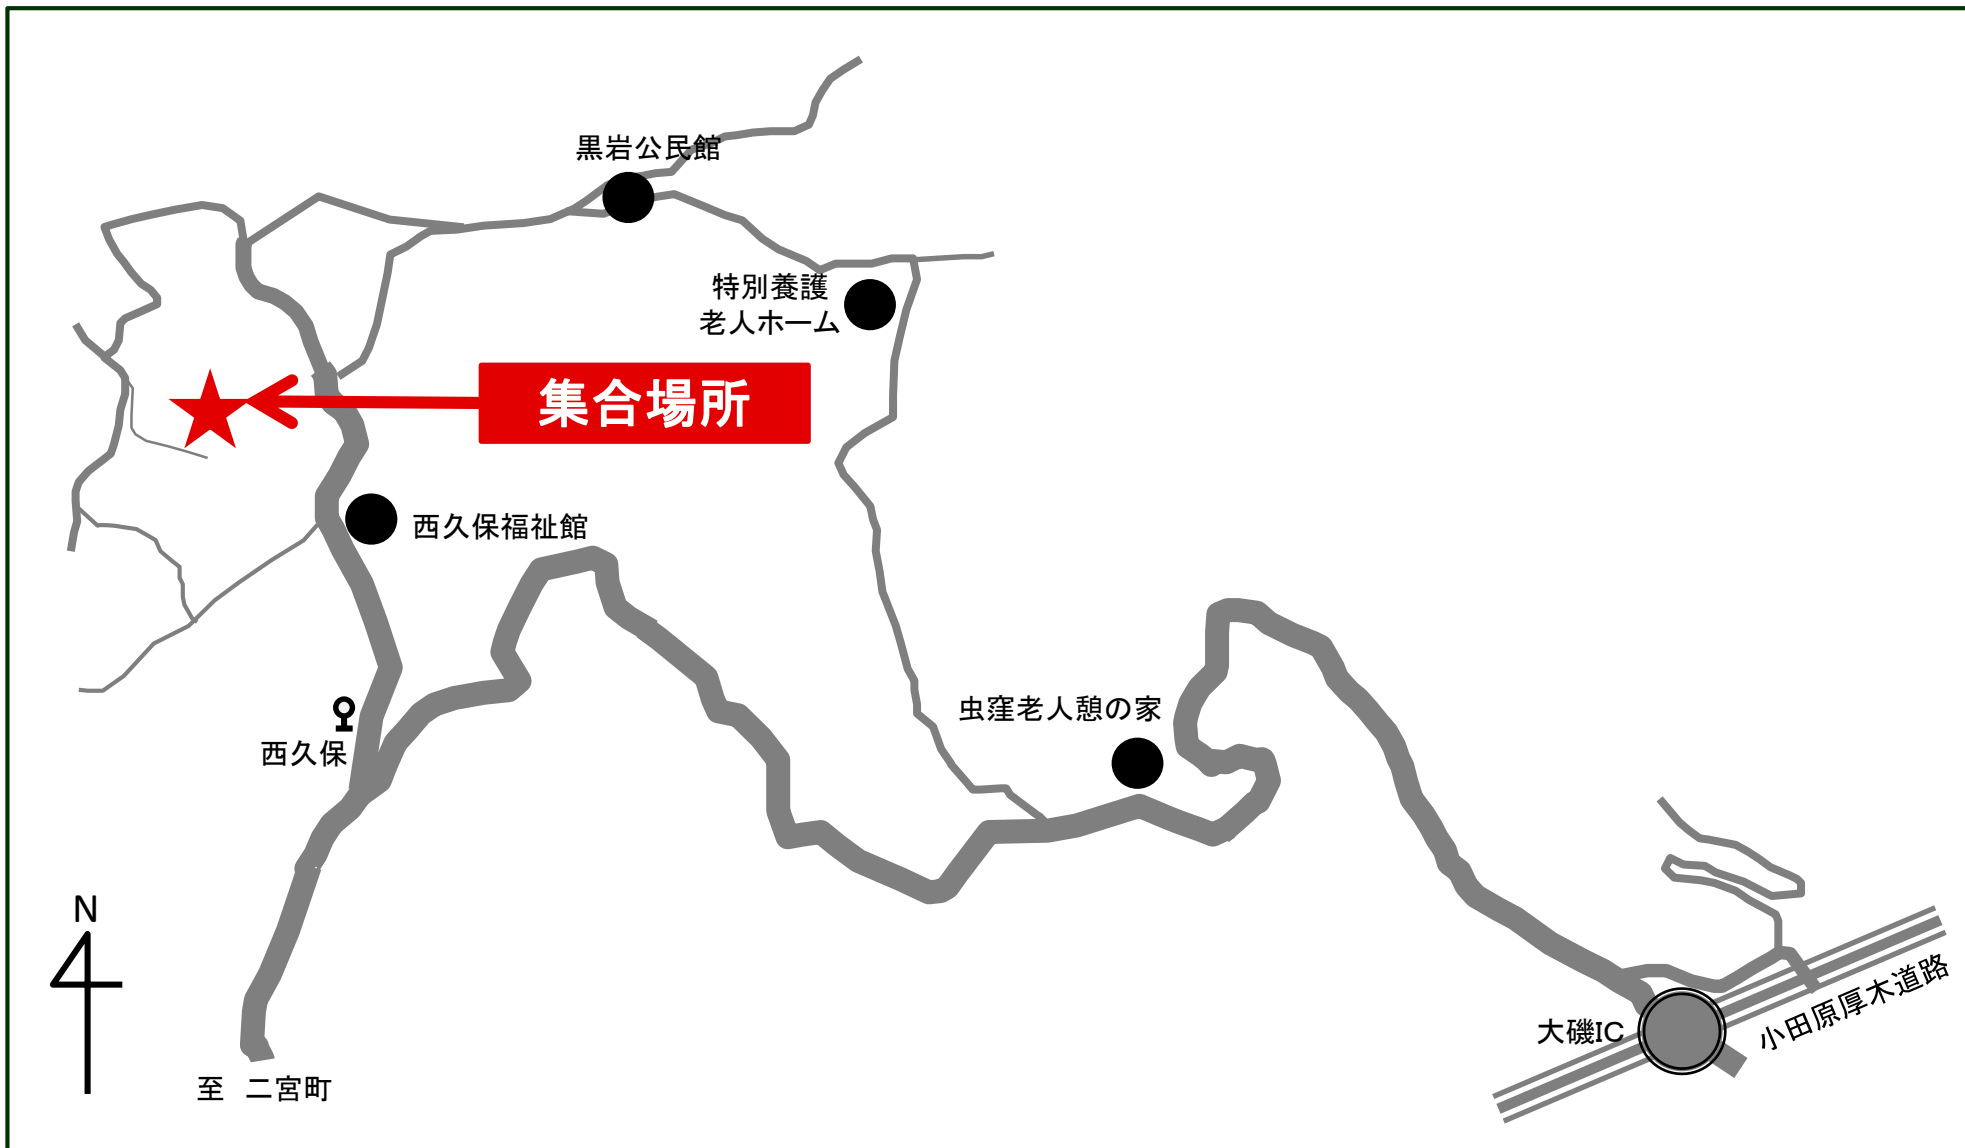 黒岩公民館
特別養護
老人ホーム
集合場所
西久保福祉館
虫窪老人憩の家
西久保
N
大磯IC
小田原厚木道路
至　二宮町